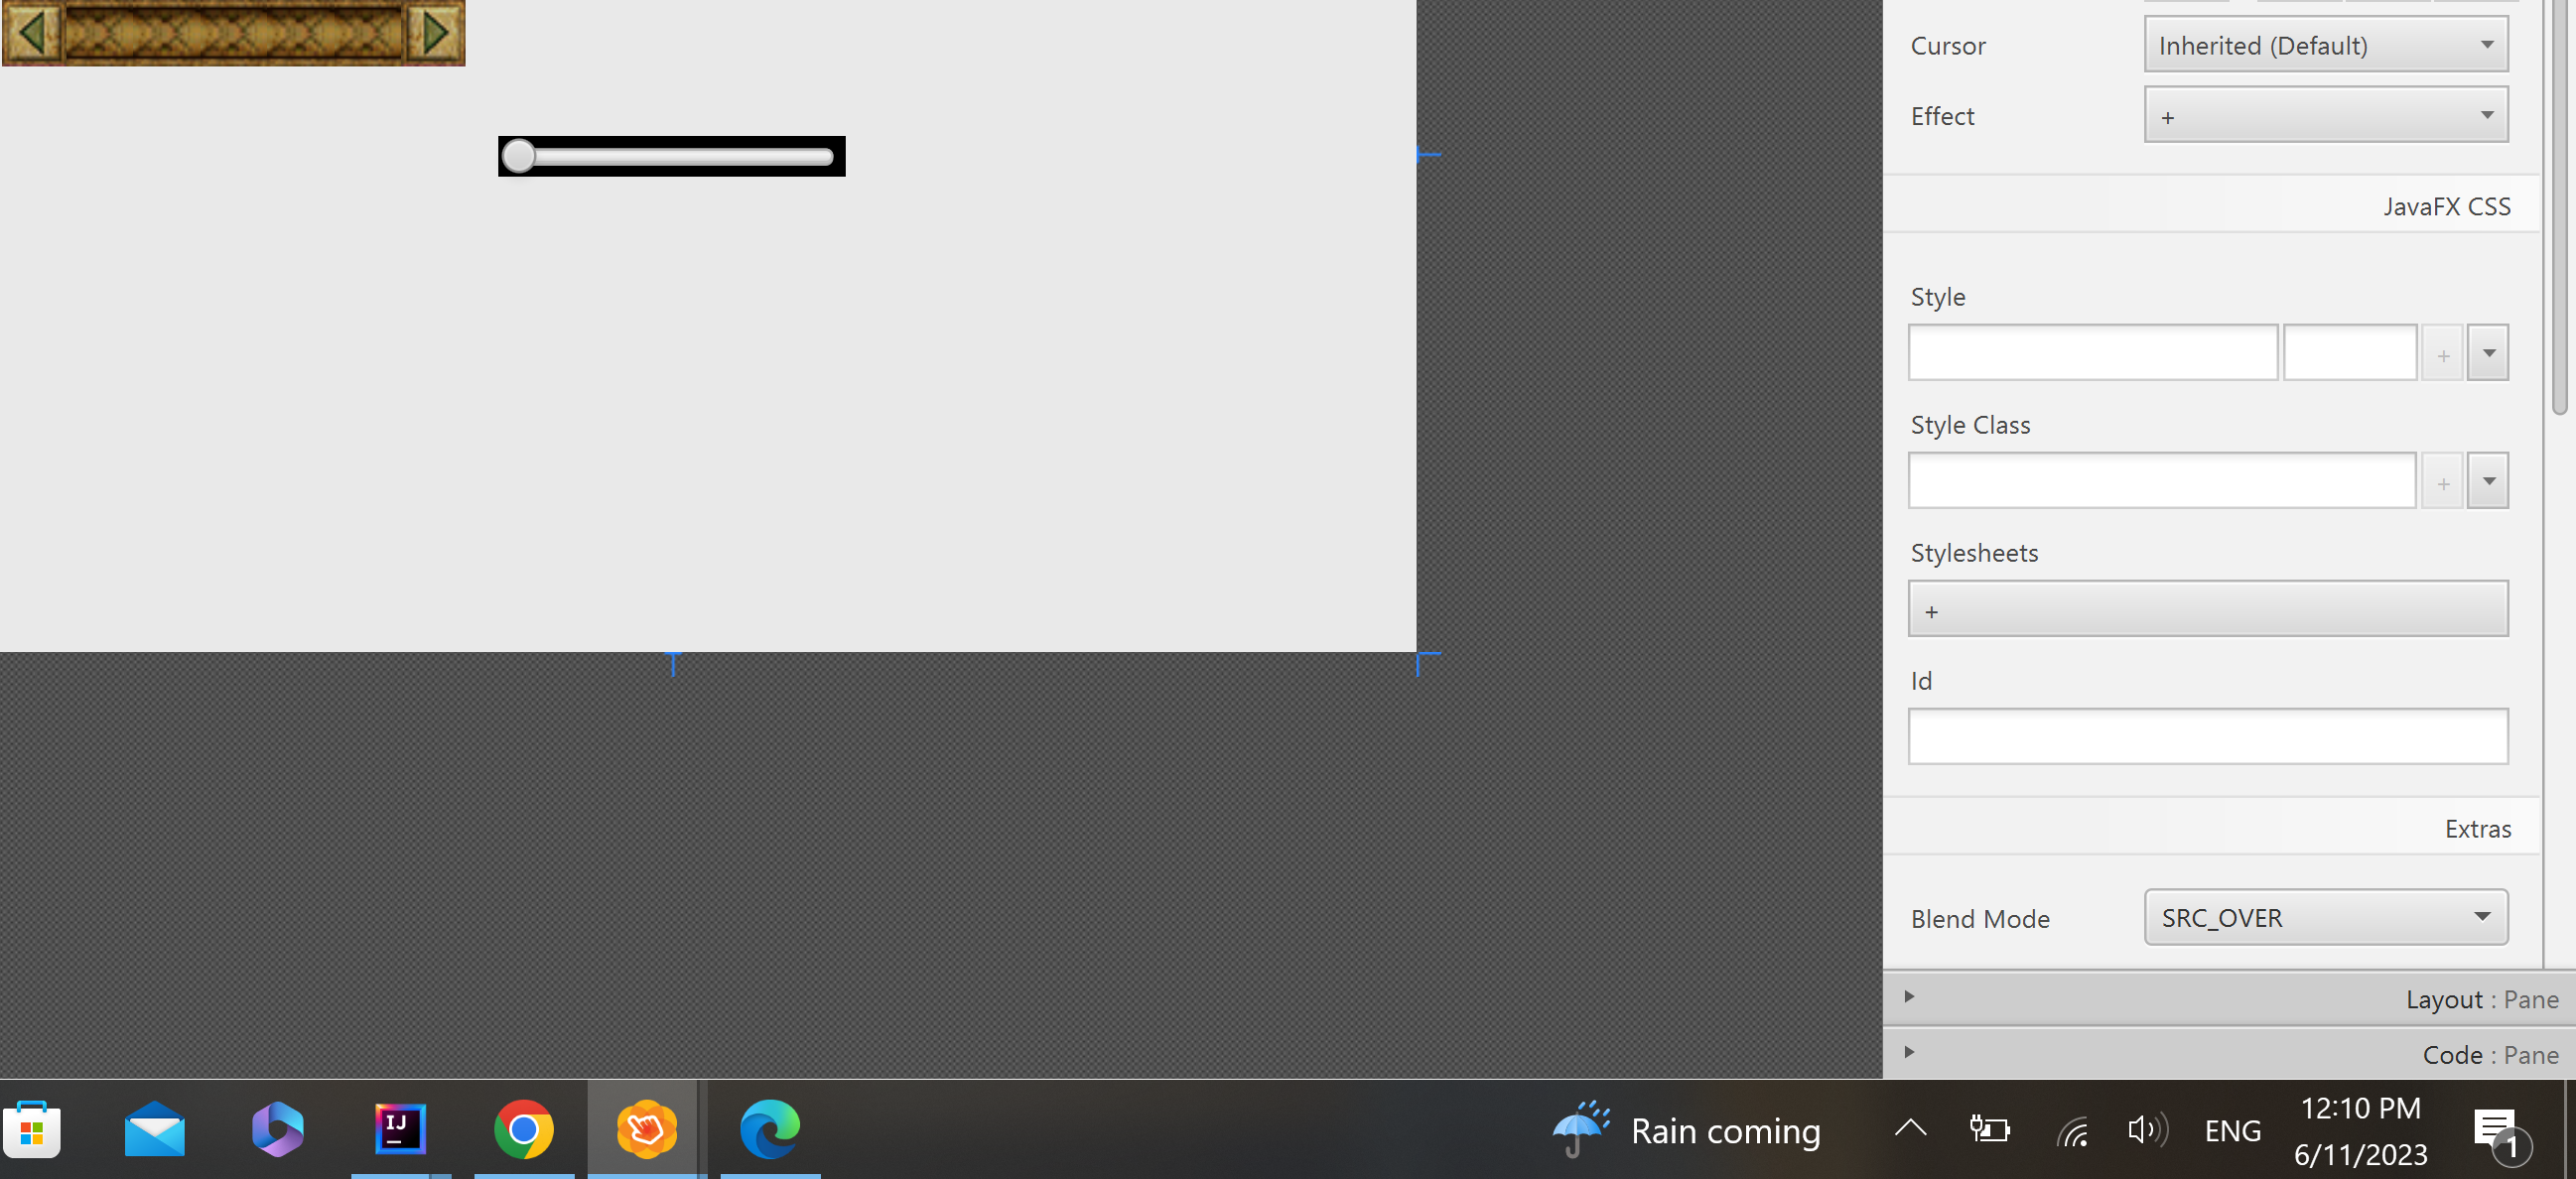 Cursor
Inherited (Default)
Effect
+
JavaFX CSS
Style
+
Style Class
+
Stylesheets
+
Id
Extras
Blend Mode
SRC_OVER
Layout : Pane
Code : Pane
IJ
Rain coming
ENG
12:10 PM
6/11/2023
1